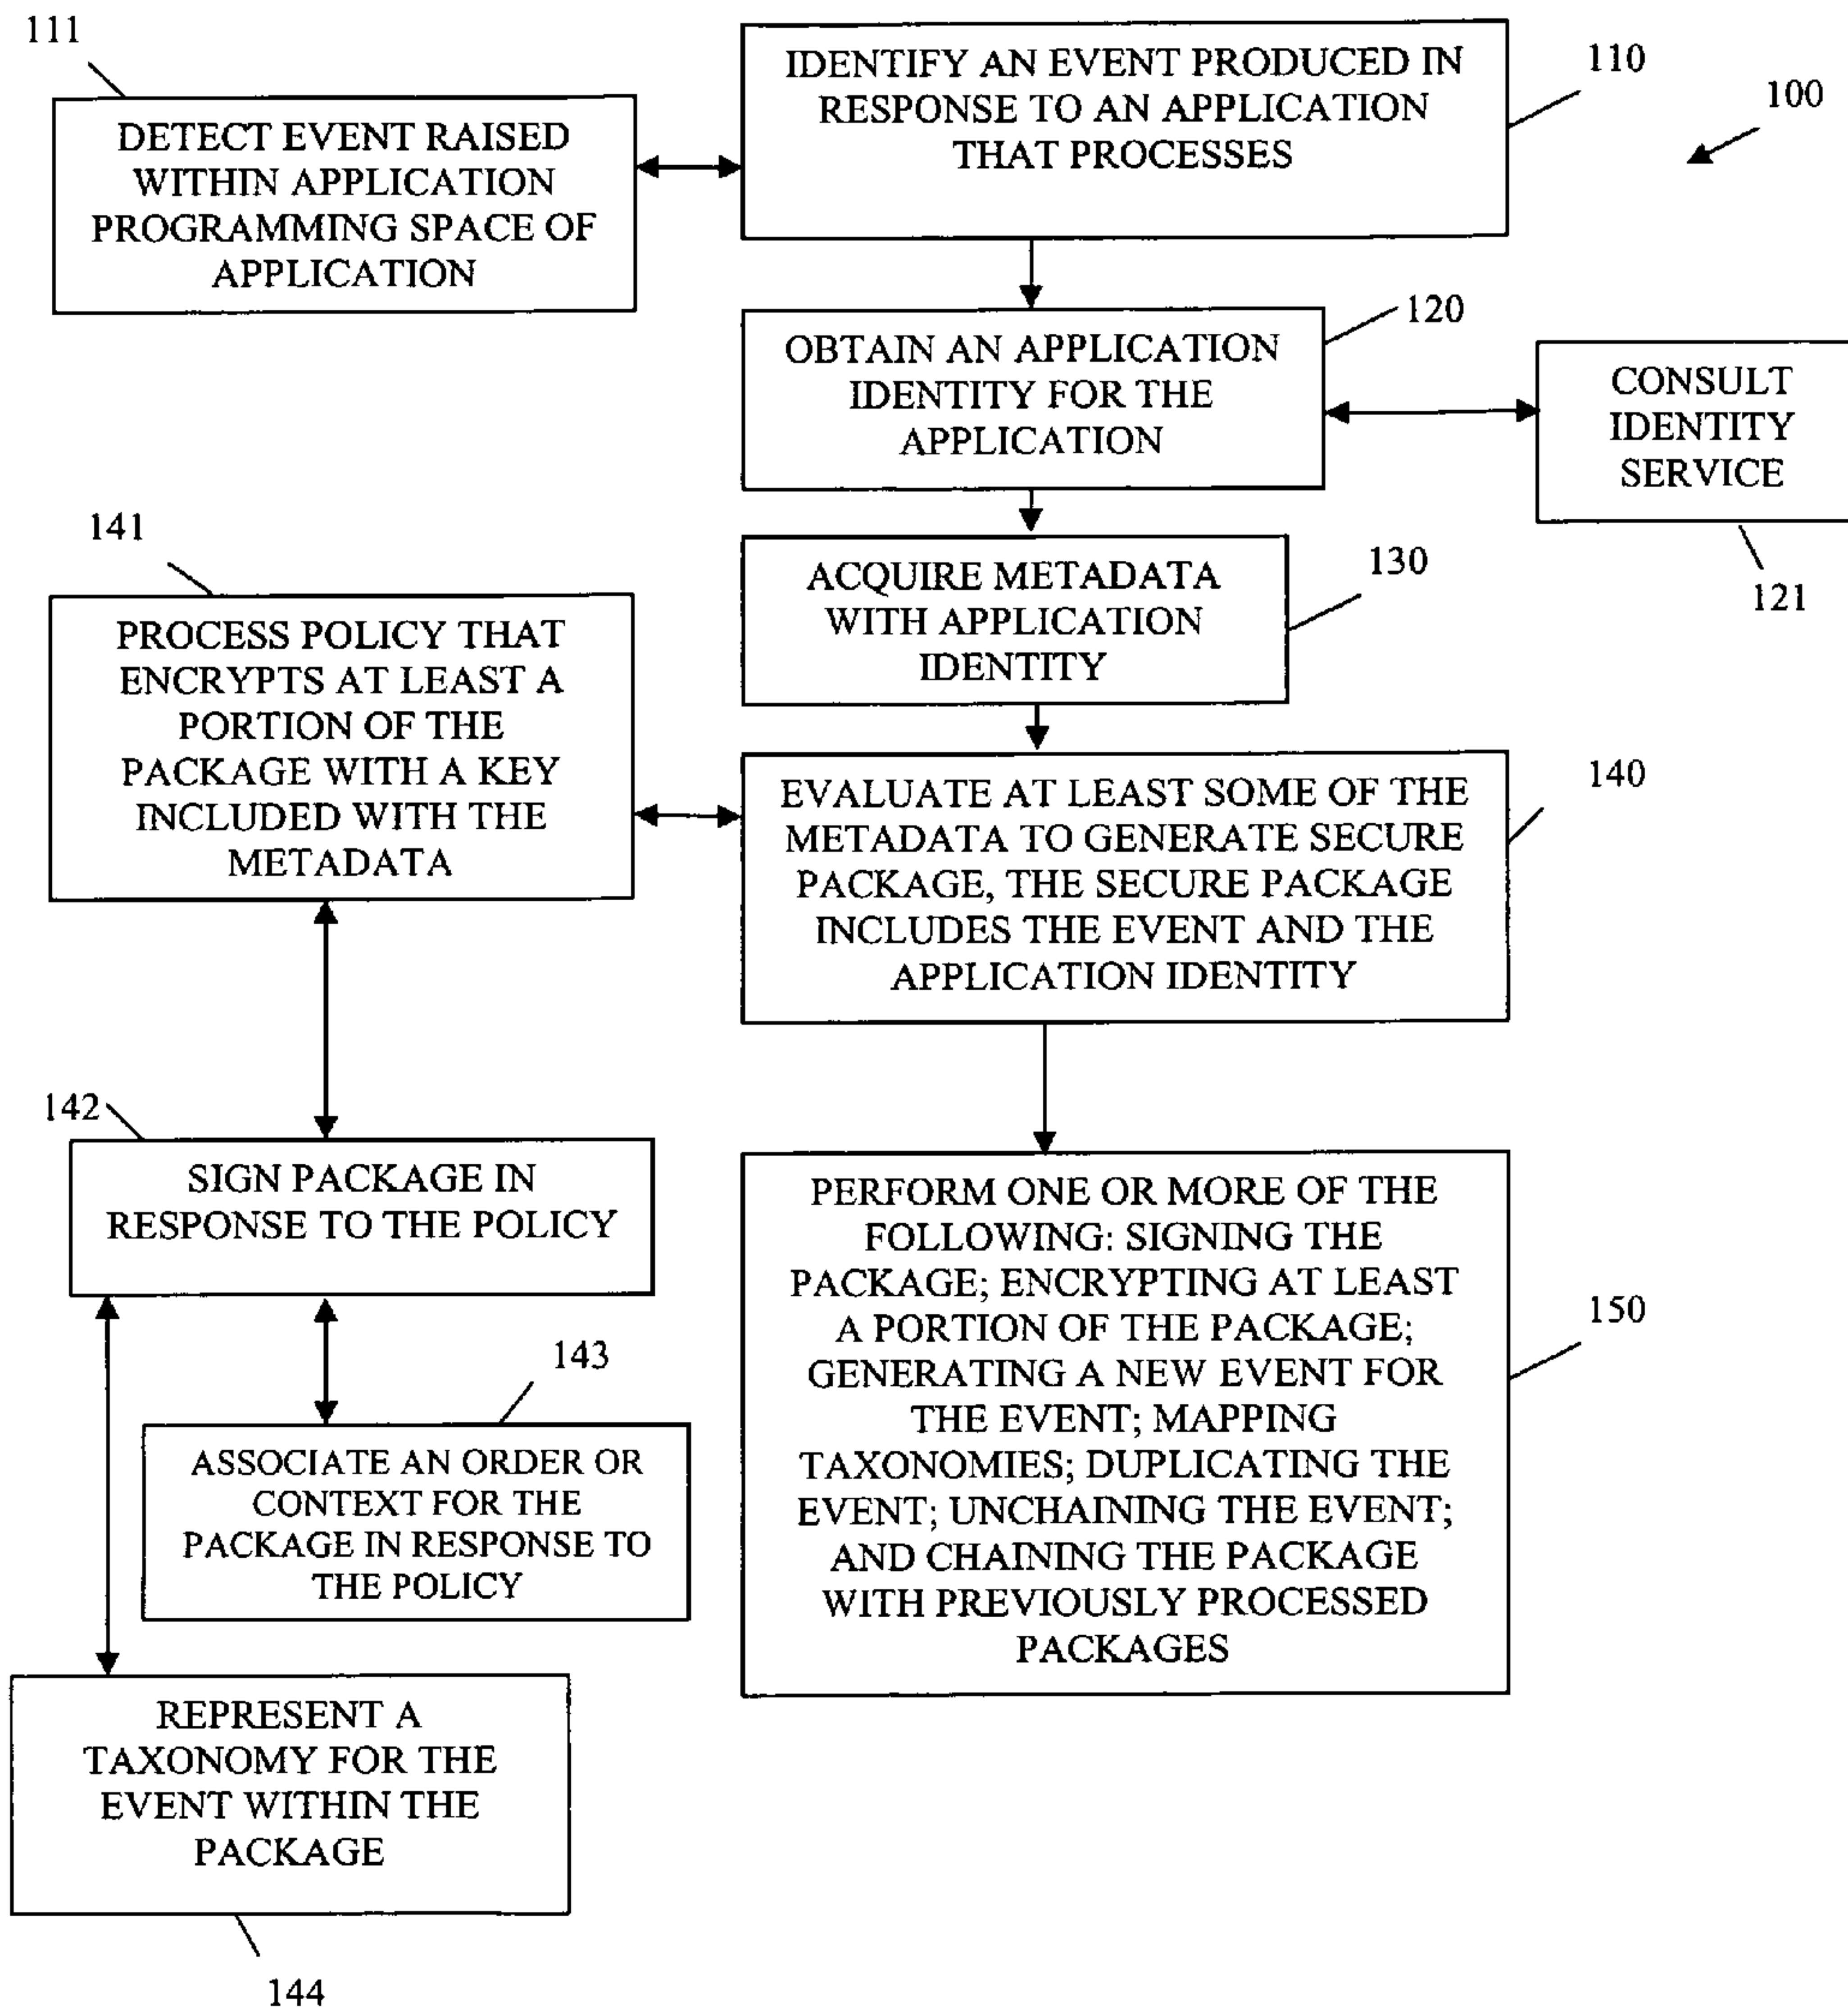 111
DETECT EVENT RAISED
WITHIN APPLICATION
PROGRAMMING SPACE OF
APPLICATION
IDENTIFY AN EVENT PRODUCED IN
RESPONSE TO AN APPLICATION
THAT PROCESSES
110
100
OBTAIN AN APPLICATION
IDENTITY FOR THE
APPLICATION
120
CONSULT
IDENTITY
SERVICE
121
ACQUIRE METADATA
WITH APPLICATION
IDENTITY
130
141
PROCESS POLICY THAT
ENCRYPTS AT LEAST A
PORTION OF THE
PACKAGE WITH A KEY
INCLUDED WITH THE
METADATA
EVALUATE AT LEAST SOME OF THE
METADATA TO GENERATE SECURE
PACKAGE, THE SECURE PACKAGE
INCLUDES THE EVENT AND THE
APPLICATION IDENTITY
140
142
SIGN PACKAGE IN
RESPONSE TO THE POLICY
143
ASSOCIATE AN ORDER OR
CONTEXT FOR THE
PACKAGE IN RESPONSE TO
THE POLICY
REPRESENT A
TAXONOMY FOR THE
EVENT WITHIN THE
PACKAGE
144
PERFORM ONE OR MORE OF THE
FOLLOWING: SIGNING THE
PACKAGE; ENCRYPTING AT LEAST
A PORTION OF THE PACKAGE;
GENERATING A NEW EVENT FOR
THE EVENT; MAPPING
TAXONOMIES; DUPLICATING THE
EVENT; UNCHAINING THE EVENT;
AND CHAINING THE PACKAGE
WITH PREVIOUSLY PROCESSED
PACKAGES
150